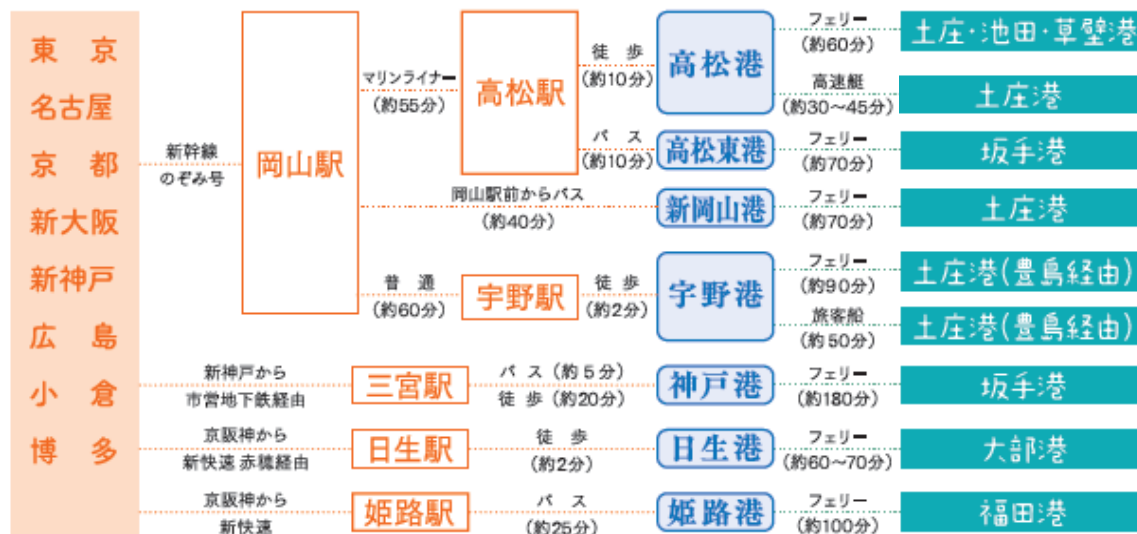 東京
名古屋
京都
新大阪
新神戸
広島
小倉
博多
新幹線
のぞみ号
岡山駅
マリンライナー
(約55分)
高松駅
徒歩
(約10分)
高松港
フェリー
(約60分)
土庄・池田・草壁港
高速艇
(約30〜45分)
土庄港
バス
(約10分)
高松東港
フェリー
(約70分)
坂手港
岡山駅前からバス
(約40分)
新岡山港
フェリー
(約70分)
土庄港
普通
(約60分)
宇野駅
徒歩
(約2分)
宇野港
フェリー
(約90分)
土庄港(豊島経由)
旅客船
(約50分)
土庄港(豊島経由)
新神戸から
市営地下鉄経由
三宮駅
バス(約5分)
徒歩(約20分)
神戸港
フェリー
(約180分)
坂手港
京阪神から
新快速 赤穂経由
日生駅
徒歩
(約2分)
日生港
フェリー
(約60〜70分)
大部港
京阪神から
新快速
姫路駅
バス
(約25分)
姫路港
フェリー
(約100分)
福田港